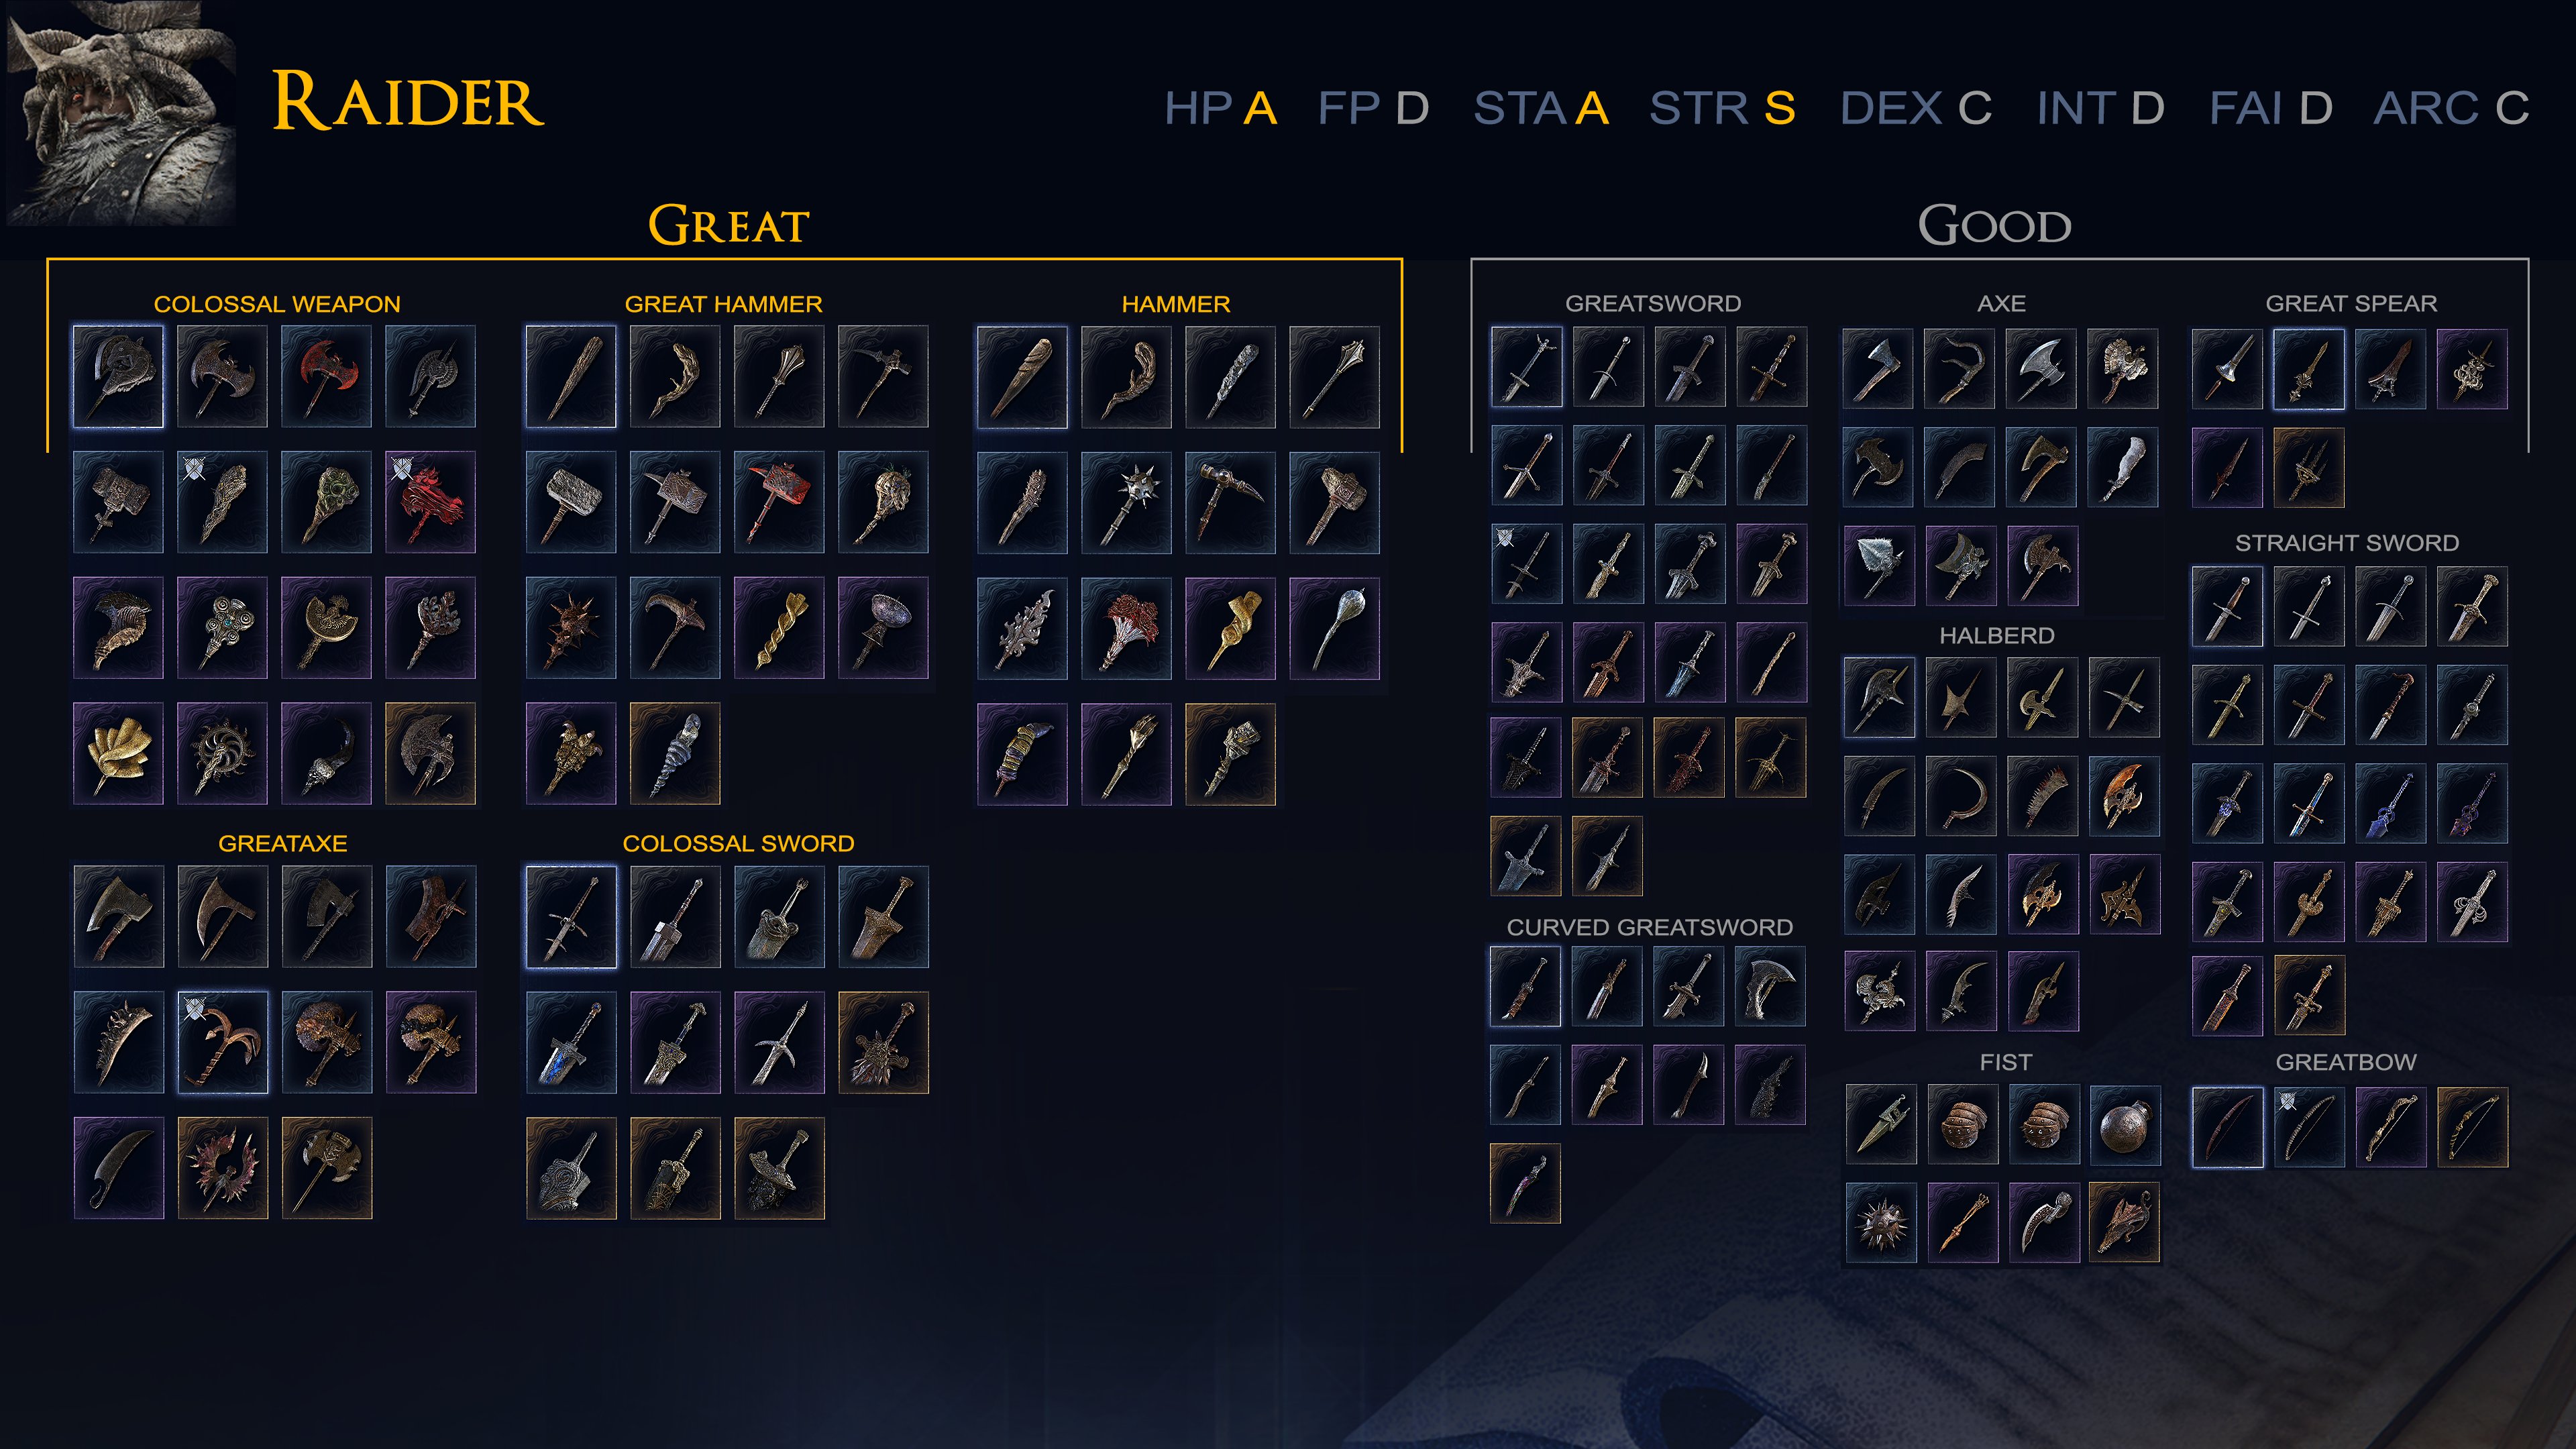 RAIDER
HP A FP D STA A STR S DEX C INT D FAI D ARC C
GREAT
COLOSSAL WEAPON
GREAT HAMMER
HAMMER
GREATAXE
COLOSSAL SWORD
GOOD
GREATSWORD
AXE
GREAT SPEAR
STRAIGHT SWORD
HALBERD
CURVED GREATSWORD
FIST
GREATBOW